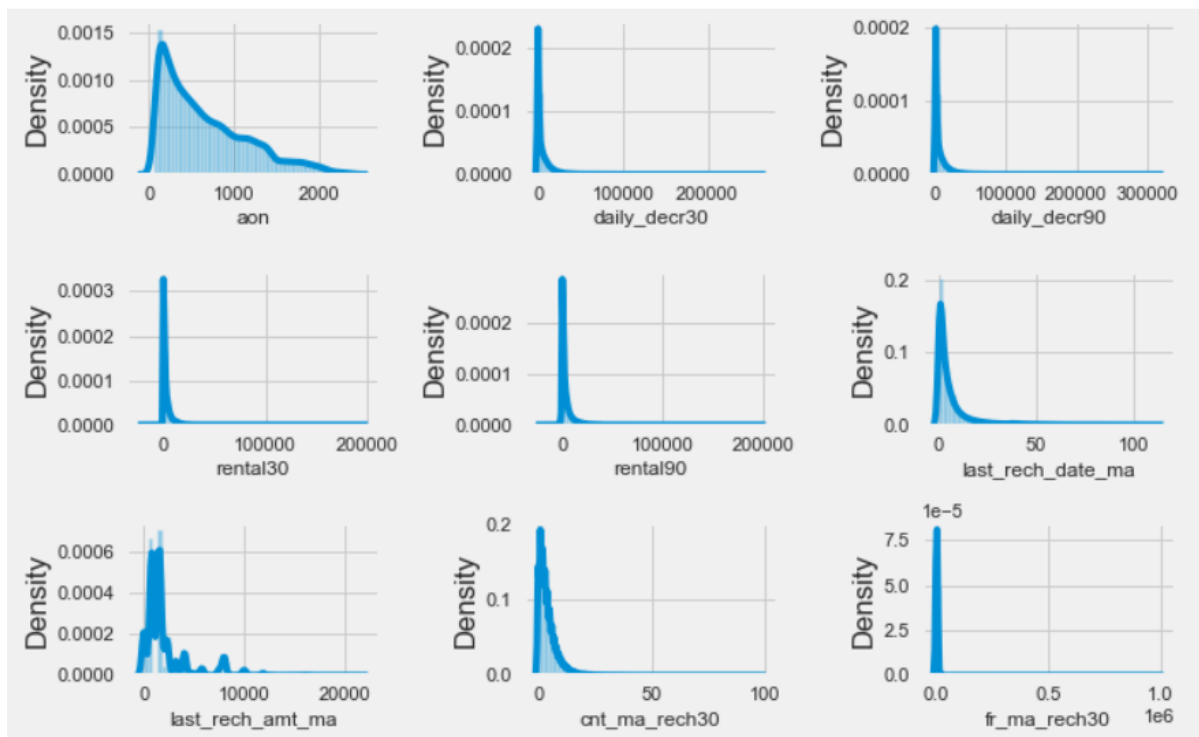 0.0015
0.0010
0.0005
0.0000
Density
0 1000 2000
aon
0.0002
0.0001
0.0000
Density
0 100000 200000
daily_decr30
0.0002
0.0001
0.0000
Density
0 100000 200000 300000
daily_decr90
0.0003
0.0002
0.0001
0.0000
Density
0 100000 200000
rental30
0.0002
0.0001
0.0000
Density
0 100000 200000
rental90
0.2
0.1
0.0
Density
0 50 100
last_rech_date_ma
0.0006
0.0004
0.0002
0.0000
Density
0 10000 20000
last_rech_amt_ma
0.2
0.1
0.0
Density
0 50 100
cnt_ma_rech30
1e−5
7.5
5.0
2.5
0.0
Density
0.0 0.5 1.0
fr_ma_rech30 1e6